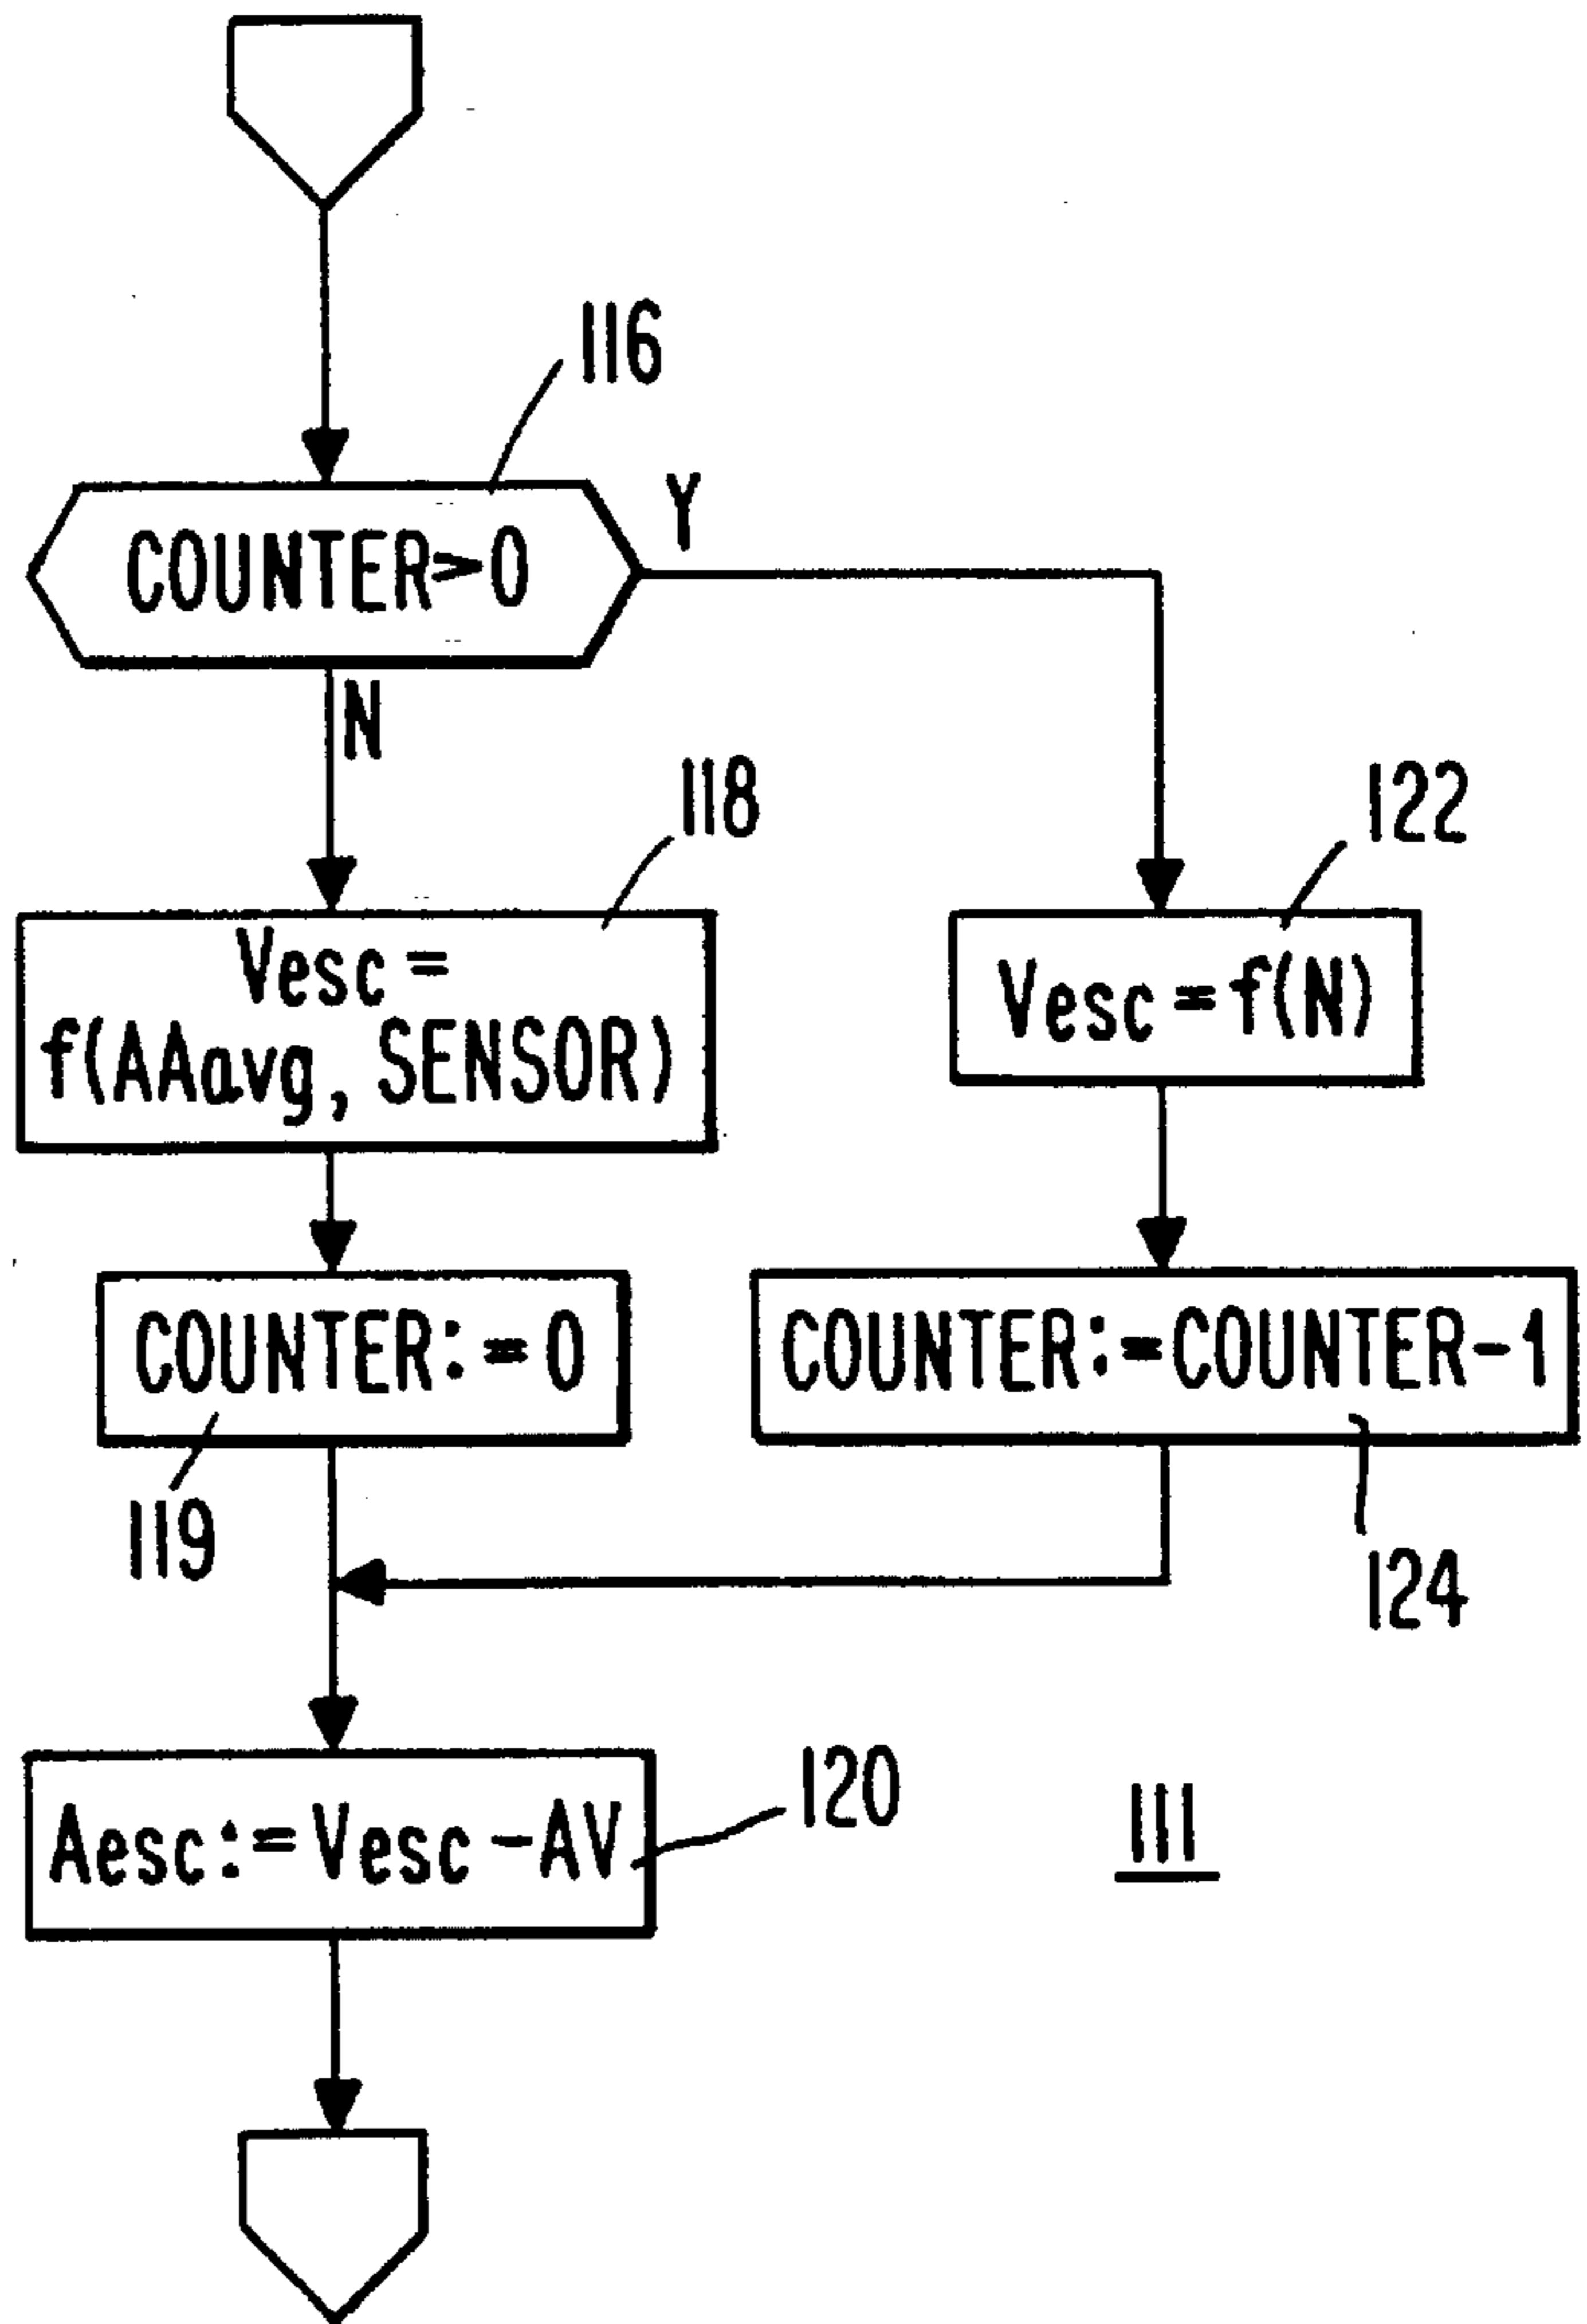 116
COUNTER>0
Y
N
118
122
Vesc =
f(AAavg, SENSOR)
Vesc = f(N)
COUNTER:= 0
COUNTER:=COUNTER-1
119
124
Aesc:= Vesc -AV
120
111